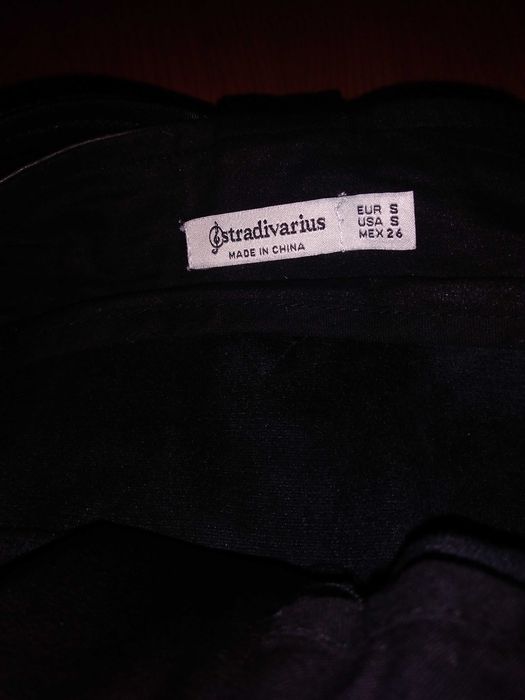 stradivarius
MADE IN CHINA
EUR S
USA S
MEX 26